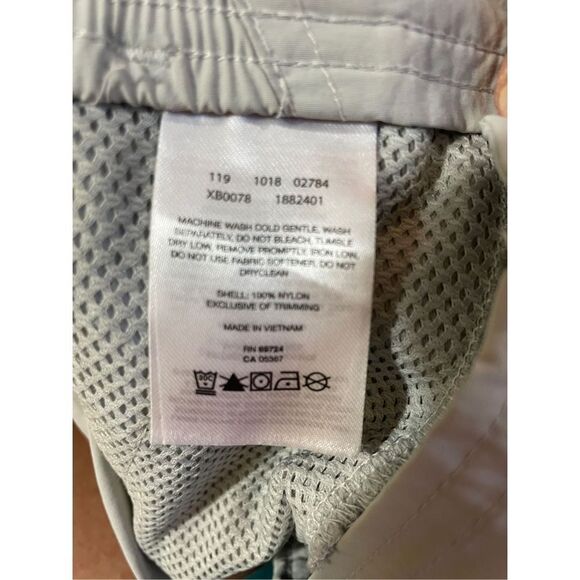 119 1018 02784
XB0078 1882401
MACHINE WASH COLD GENTLE, WASH
SEPARATELY, DO NOT BLEACH, TUMBLE
DRY LOW, REMOVE PROMPTLY, IRON LOW,
DO NOT USE FABRIC SOFTENER, DO NOT
DRYCLEAN
SHELL: 100% NYLON
EXCLUSIVE OF TRIMMING
MADE IN VIETNAM
RN 69724
CA 05367
30C